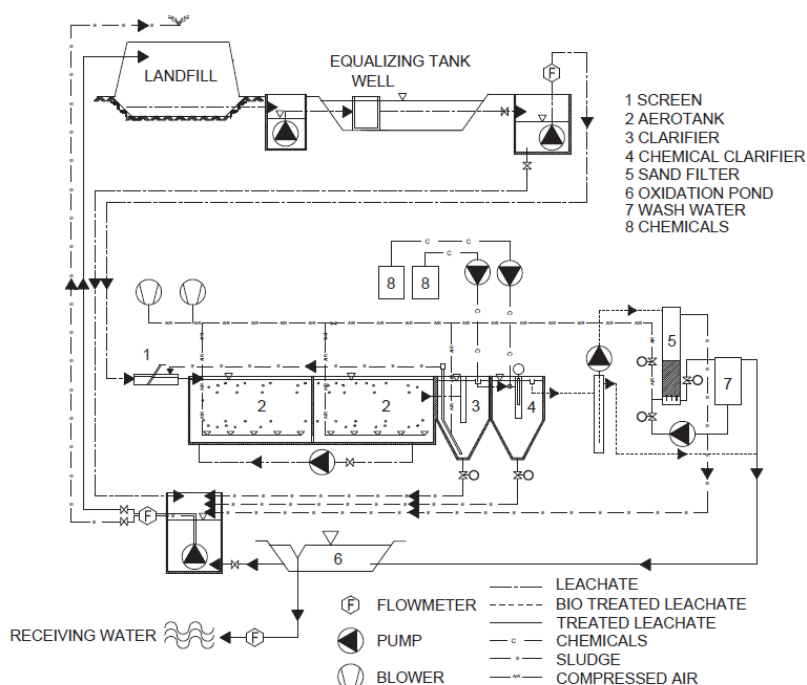 LANDFILL
EQUALIZING TANK
WELL
F
1 SCREEN
2 AEROTANK
3 CLARIFIER
4 CHEMICAL CLARIFIER
5 SAND FILTER
6 OXIDATION POND
7 WASH WATER
8 CHEMICALS
8
8
1
2
2
3
4
5
7
F
6
F FLOWMETER
PUMP
BLOWER
RECEIVING WATER
F
LEACHATE
BIO TREATED LEACHATE
TREATED LEACHATE
C CHEMICALS
SLUDGE
AIR COMPRESSED AIR